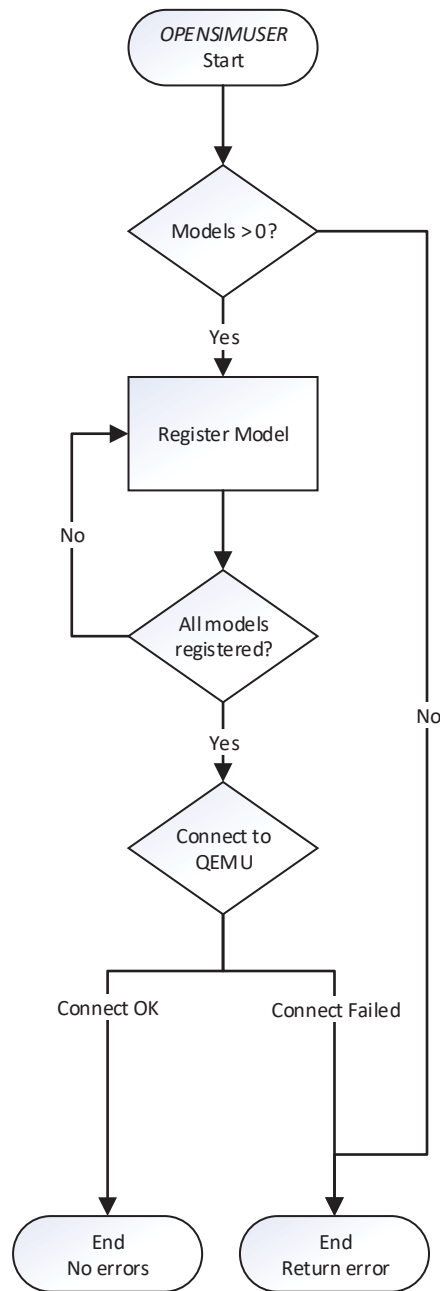 OPENSIMUSER
Start
Models > 0?
Yes
Register Model
No
All models
registered?
No
Yes
Connect to
QEMU
Connect OK
Connect Failed
End
No errors
End
Return error